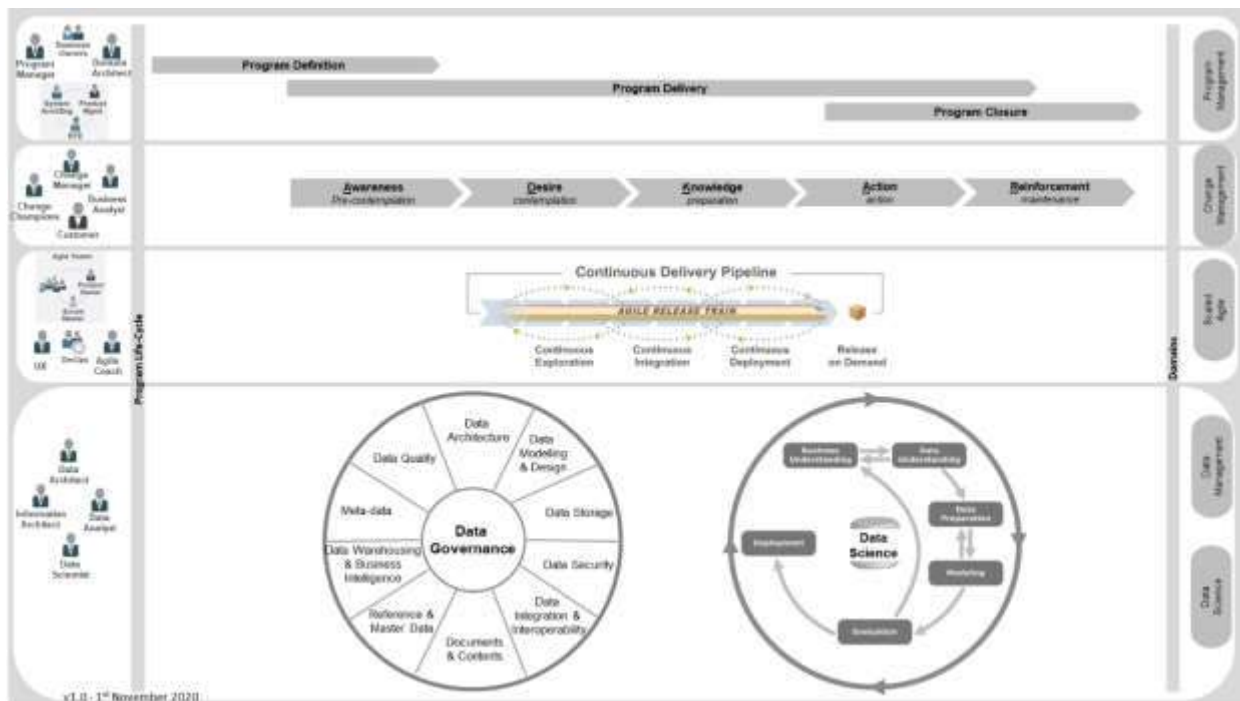 Business
Owners
Program
Manager
Domain
Architect
System
Product
Mgmt
Program Definition
Program Delivery
Program Closure
Program
Management
Change
Manager
Change
Champions
Business
Analyst
Customer
Awareness
Pre-contemplation
Desire
contemplation
Knowledge
preparation
Action
action
Reinforcement
maintenance
Change
Management
Agile Teams
Product
Owner
Scrum
Master
UX
DevOps
Agile
Coach
Program Life-Cycle
Continuous Delivery Pipeline
AGILE RELEASE TRAIN
Continuous
Exploration
Continuous
Integration
Continuous
Deployment
Release
on Demand
Scaled
Agile
Domains
Data
Architect
Information
Architect
Data
Analyst
Data
Scientist
Data
Governance
Data
Architecture
Data
Modelling
& Design
Data Storage
Data Security
Data
Integration &
Interoperability
Documents
& Contents
Reference &
Master Data
Data Warehousing
& Business
Intelligence
Meta-data
Data Quality
Data
Science
Business
Understanding
Data
Understanding
Data
Preparation
Modeling
Evaluation
Deployment
Data
Management
Data
Science
v1.0 - 1st November 2020